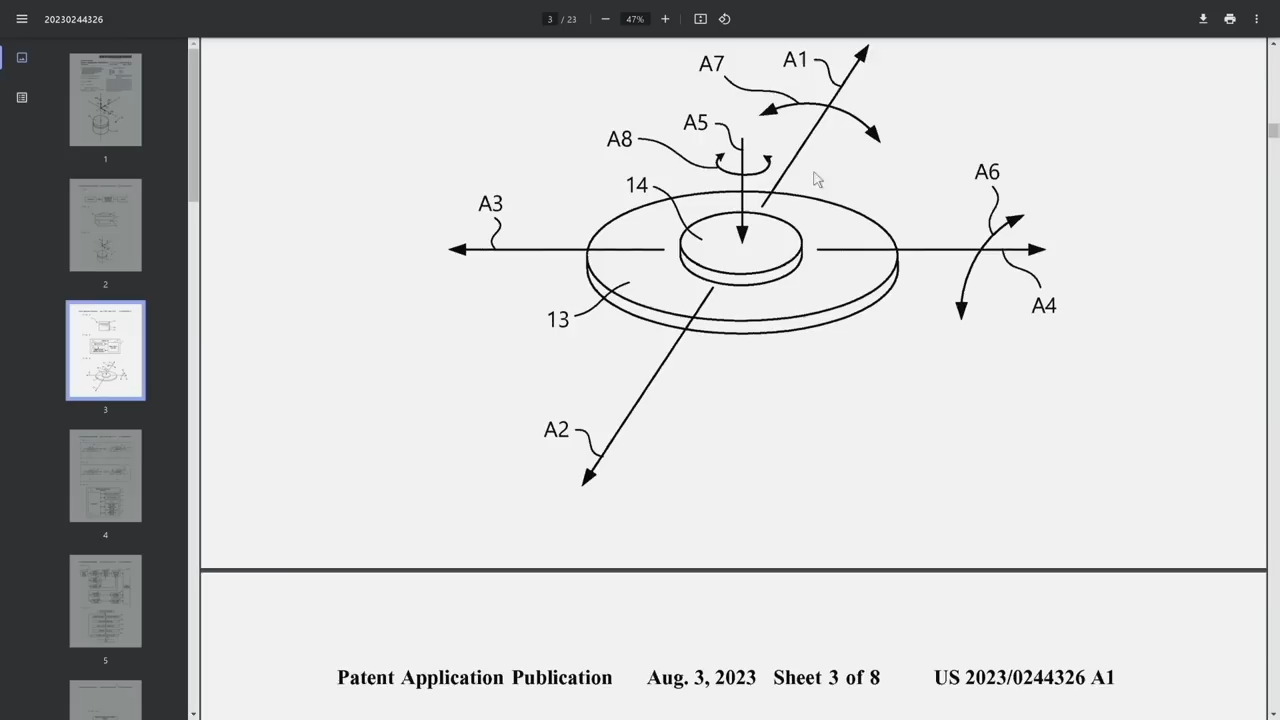 20230244326
3 / 23
47%
A7
A1
A5
A8
14
A6
A3
13
A4
A2
Patent Application Publication Aug. 3, 2023 Sheet 3 of 8 US 2023/0244326 A1
1
2
3
4
5